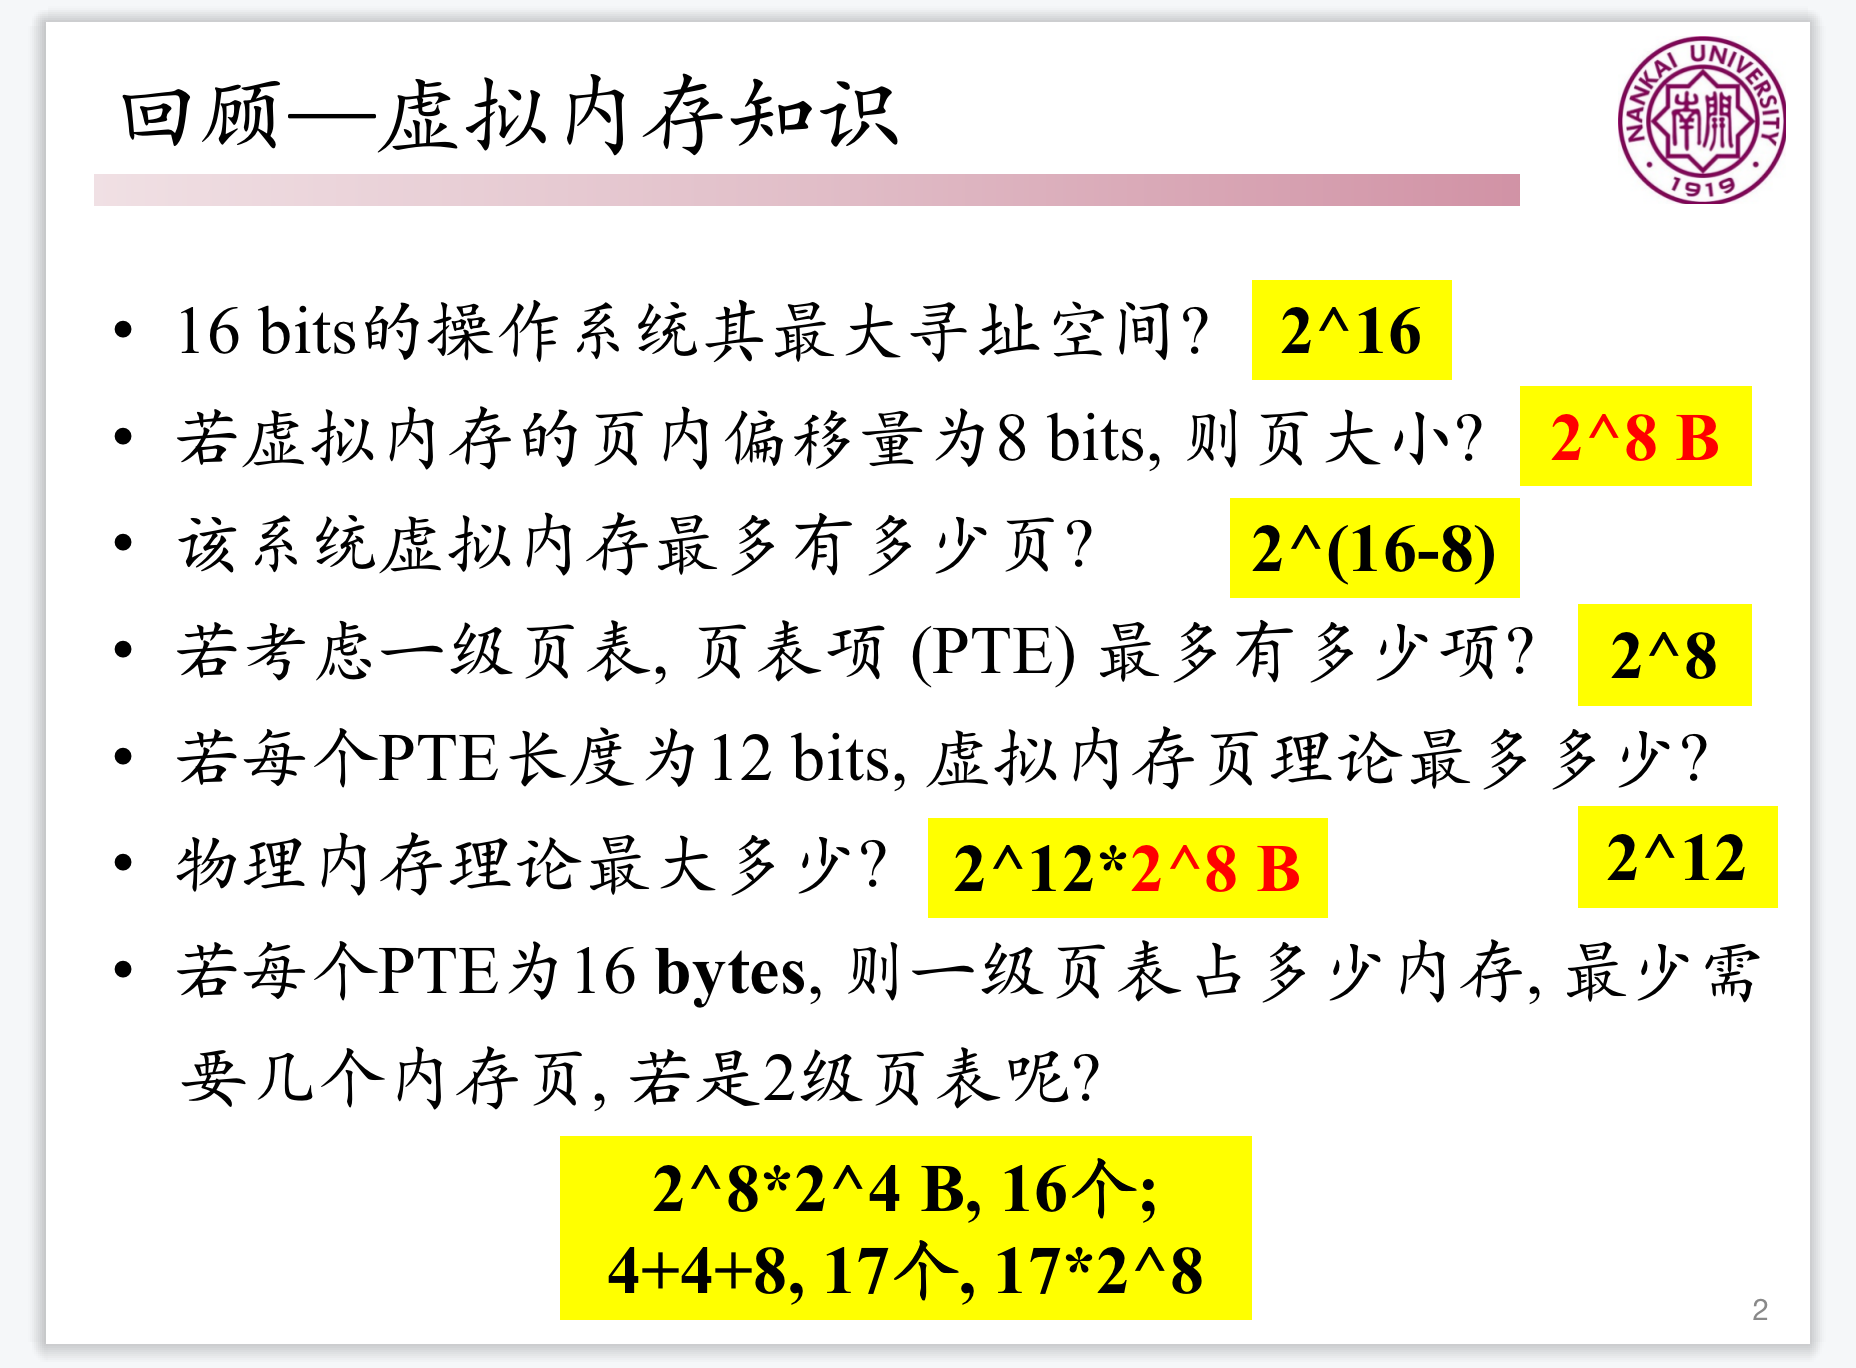 回顾—虚拟内存知识
NANKAI UNIVERSITY
南開
1919
• 16 bits的操作系统其最大寻址空间? 2^16
• 若虚拟内存的页内偏移量为8 bits, 则页大小? 2^8 B
• 该系统虚拟内存最多有多少页? 2^(16-8)
• 若考虑一级页表, 页表项 (PTE) 最多有多少项? 2^8
• 若每个PTE长度为12 bits, 虚拟内存页理论最多多少?
2^12
• 物理内存理论最大多少? 2^12*2^8 B
• 若每个PTE为16 bytes, 则一级页表占多少内存, 最少需
要几个内存页, 若是2级页表呢?
2^8*2^4 B, 16个;
4+4+8, 17个, 17*2^8
2